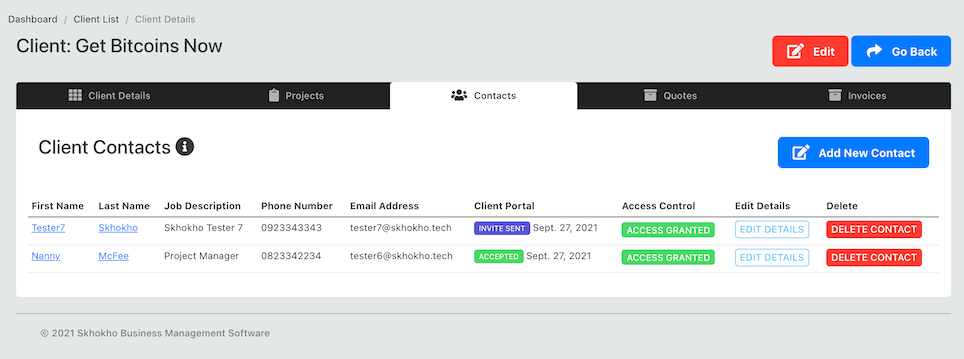 Dashboard / Client List / Client Details
Client: Get Bitcoins Now
Edit
Go Back
Client Details
Projects
Contacts
Quotes
Invoices
Client Contacts
Add New Contact
First Name Last Name Job Description Phone Number Email Address Client Portal Access Control Edit Details Delete
Tester7 Skhokho Skhokho Tester 7 0923343343 tester7@skhokho.tech INVITE SENT Sept. 27, 2021 ACCESS GRANTED EDIT DETAILS DELETE CONTACT
Nanny McFee Project Manager 0823342234 tester6@skhokho.tech ACCEPTED Sept. 27, 2021 ACCESS GRANTED EDIT DETAILS DELETE CONTACT
© 2021 Skhokho Business Management Software